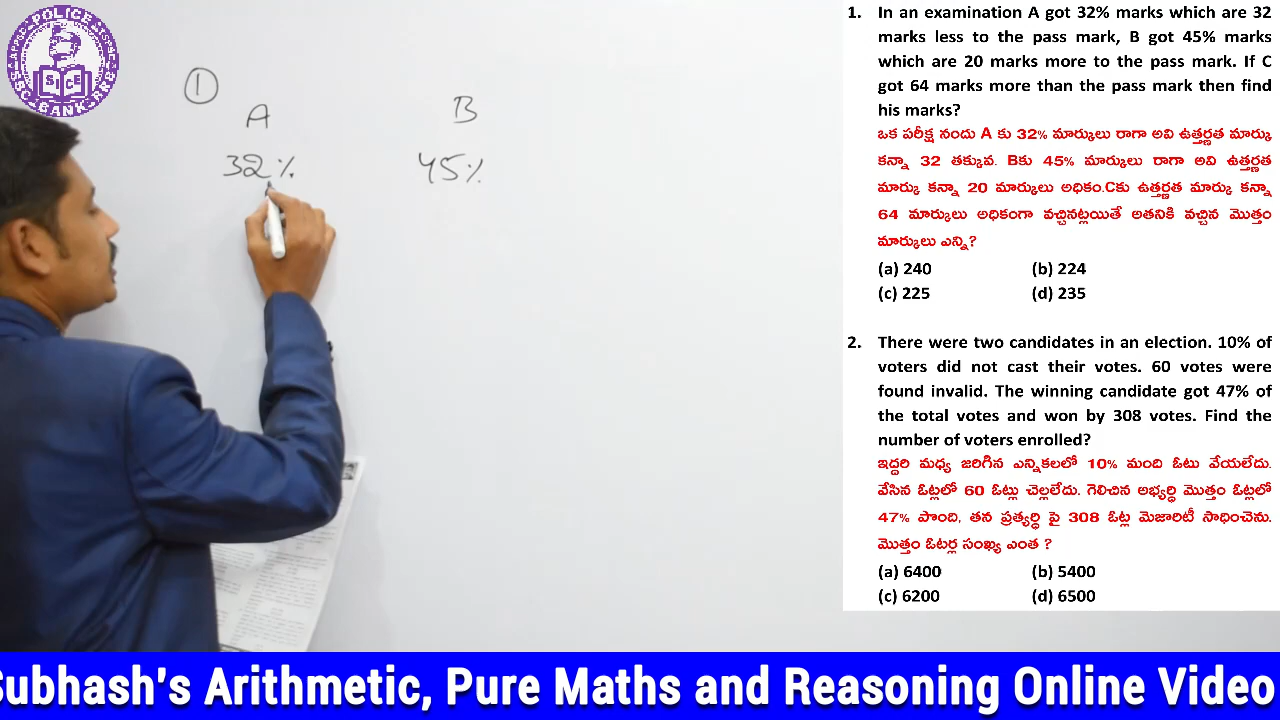 POLICE
S I C E
BANK
1
A B
32% 45%
1. In an examination A got 32% marks which are 32
marks less to the pass mark, B got 45% marks
which are 20 marks more to the pass mark. If C
got 64 marks more than the pass mark then find
his marks?
ఒక పరీక్ష నందు A కు 32% మార్కులు రాగా అవి ఉత్తర్ణత మార్కు
కన్నా 32 తక్కువ. Bకు 45% మార్కులు రాగా అవి ఉత్తర్ణత
మార్కు కన్నా 20 మార్కులు అధికం.Cకు ఉత్తర్ణత మార్కు కన్నా
64 మార్కులు అధికంగా వచ్చినట్లయితే అతనికి వచ్చిన మొత్తం
మార్కులు ఎన్ని?
(a) 240 (b) 224
(c) 225 (d) 235
2. There were two candidates in an election. 10% of
voters did not cast their votes. 60 votes were
found invalid. The winning candidate got 47% of
the total votes and won by 308 votes. Find the
number of voters enrolled?
ఇద్దరి మధ్య జరిగిన ఎన్నికలలో 10% మంది ఓటు వేయలేదు.
వేసిన ఓట్లలో 60 ఓట్లు చెల్లలేదు. గెలిచిన అభ్యర్ధి మొత్తం ఓట్లలో
47% పొంది, తన ప్రత్యర్ధి పై 308 ఓట్ల మెజారిటీ సాధించెను.
మొత్తం ఓటర్ల సంఖ్య ఎంత ?
(a) 6400 (b) 5400
(c) 6200 (d) 6500
Subhash's Arithmetic, Pure Maths and Reasoning Online Video